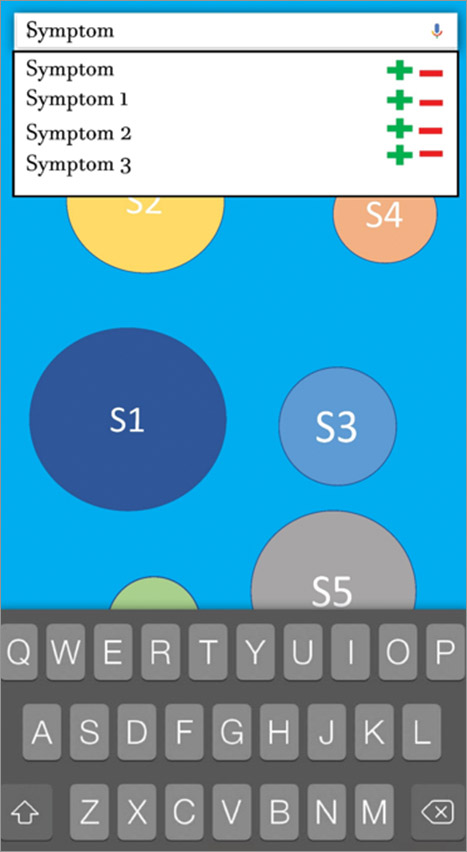 Symptom
Symptom
Symptom 1
Symptom 2
Symptom 3
S2
S4
S1
S3
S5
Q W E R T Y U I O P
A S D F G H J K L
Z X C V B N M